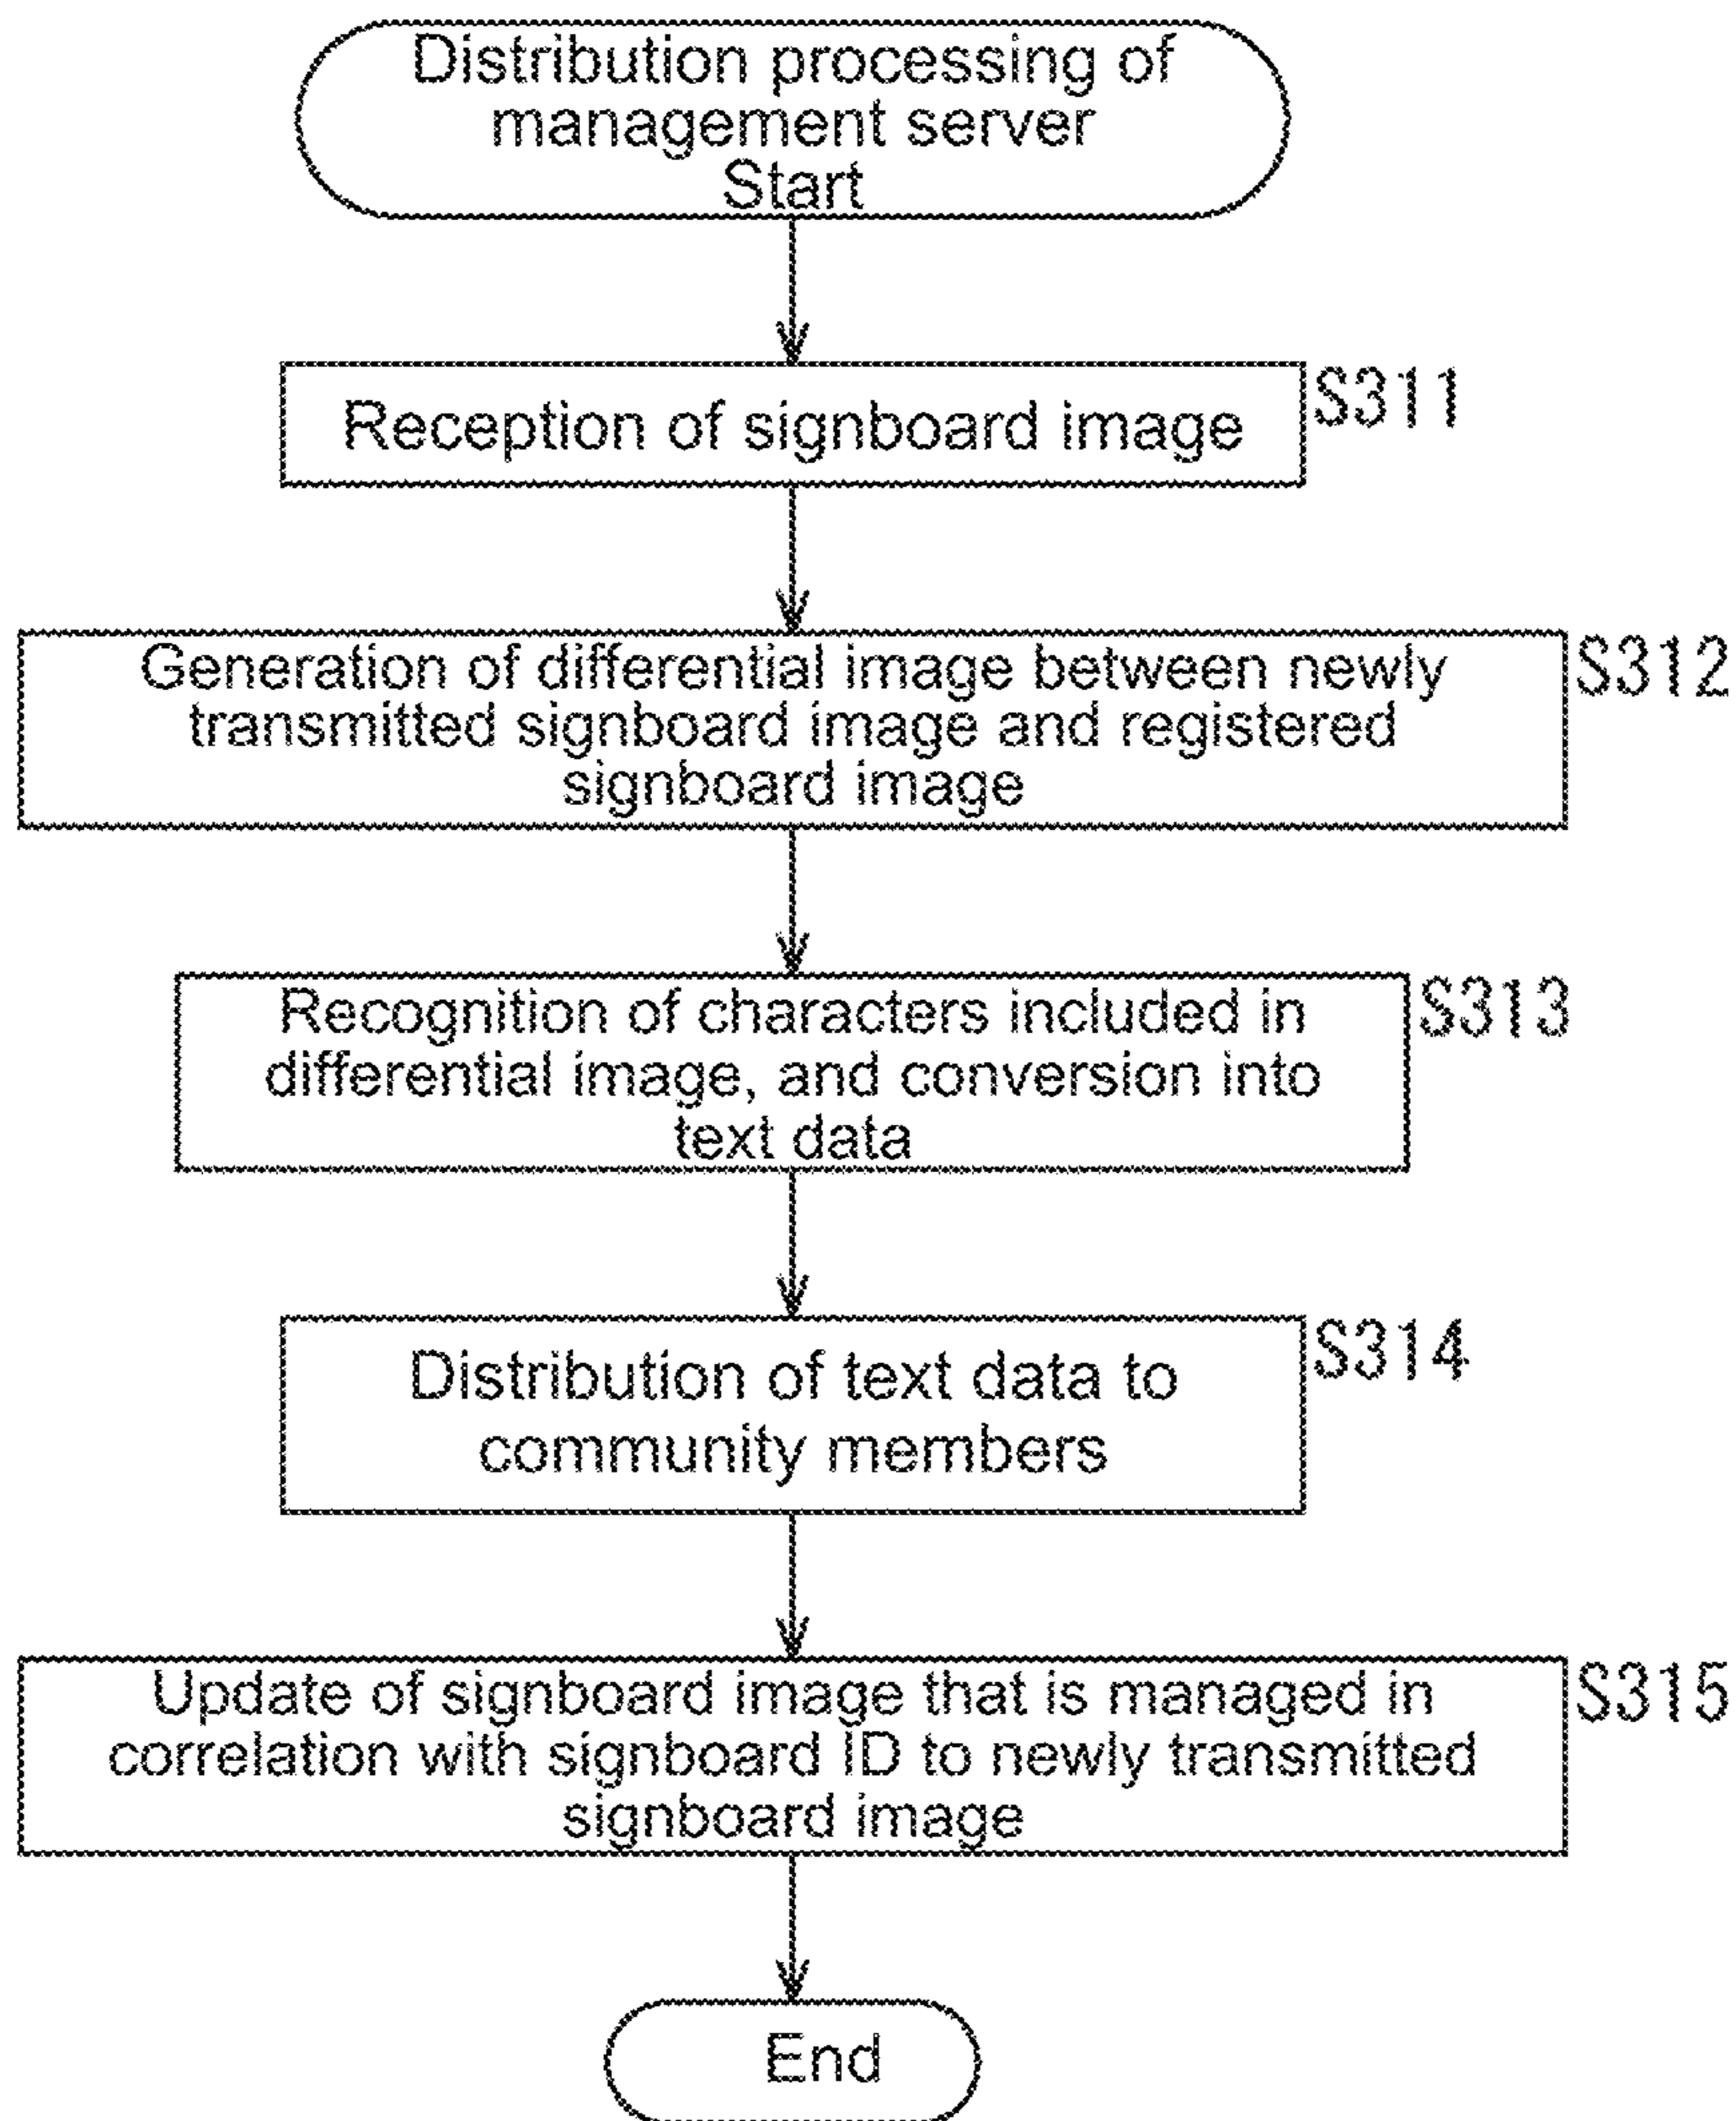 Distribution processing of
management server
Start
Reception of signboard image
S311
Generation of differential image between newly
transmitted signboard image and registered
signboard image
S312
Recognition of characters included in
differential image, and conversion into
text data
S313
Distribution of text data to
community members
S314
Update of signboard image that is managed in
correlation with signboard ID to newly transmitted
signboard image
S315
End